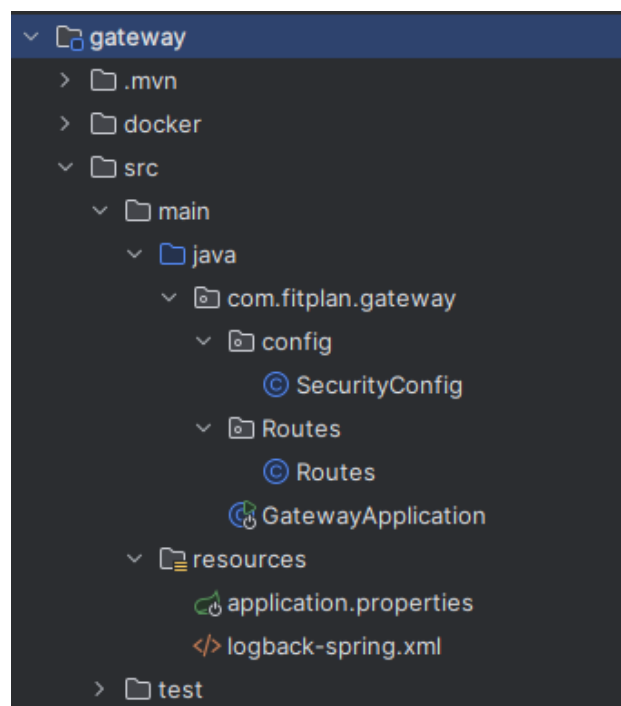 gateway
.mvn
docker
src
main
java
com.fitplan.gateway
config
SecurityConfig
Routes
Routes
GatewayApplication
resources
application.properties
logback-spring.xml
test